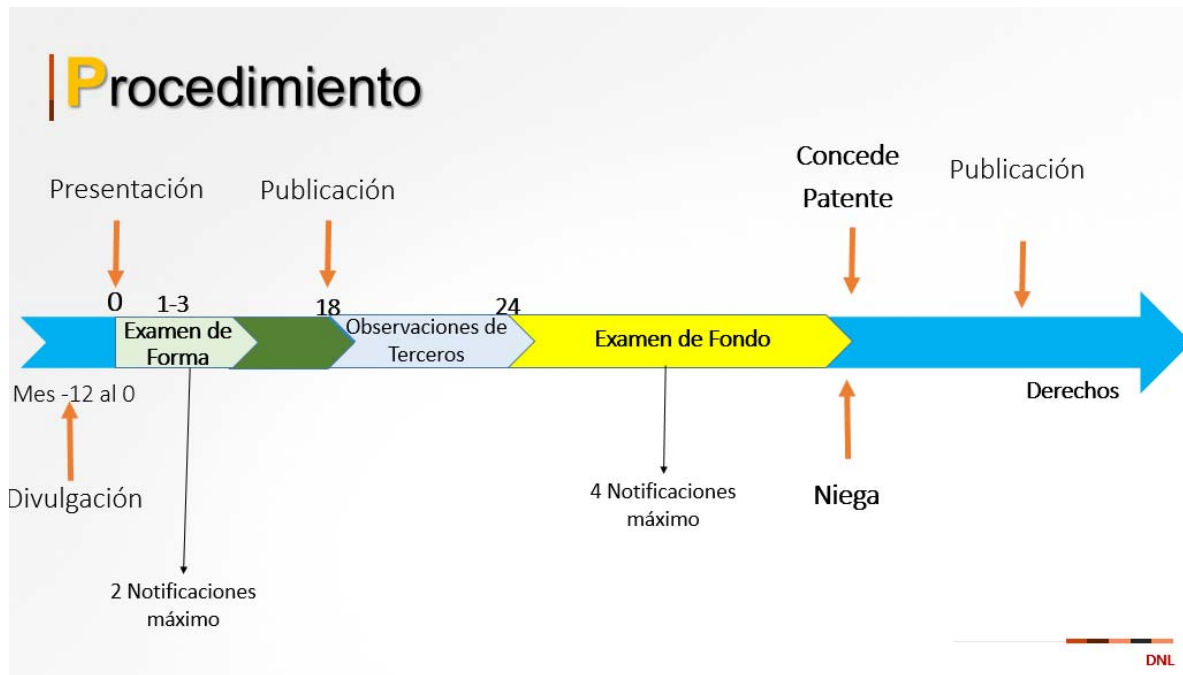 Procedimiento
Presentación
Publicación
Concede
Patente
Publicación
0
1-3
18
24
Examen de
Forma
Observaciones de
Terceros
Examen de Fondo
Mes -12 al 0
Derechos
Divulgación
4 Notificaciones
máximo
Niega
2 Notificaciones
máximo
DNL